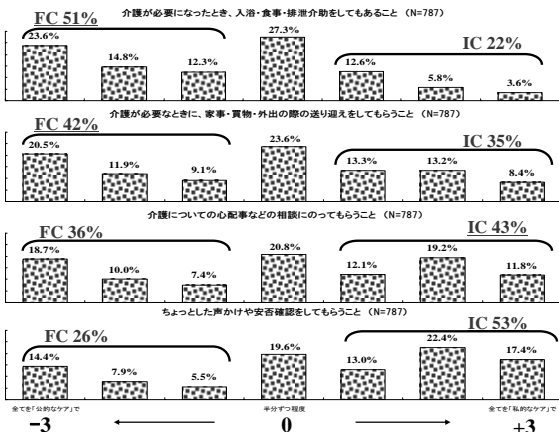 介護が必要になったとき、入浴・食事・排泄介助をしてもあること (N=787)
FC 51%
IC 22%
23.6%
14.8%
12.3%
27.3%
12.6%
5.8%
3.6%
介護が必要なときに、家事・買物・外出の際の送り迎えをしてもらうこと (N=787)
FC 42%
IC 35%
20.5%
11.9%
9.1%
23.6%
13.3%
13.2%
8.4%
介護についての心配事などの相談にのってもらうこと (N=787)
FC 36%
IC 43%
18.7%
10.0%
7.4%
20.8%
12.1%
19.2%
11.8%
ちょっとした声かけや安否確認をしてもらうこと (N=787)
FC 26%
IC 53%
14.4%
7.9%
5.5%
19.6%
13.0%
22.4%
17.4%
全てを「公的なケア」で
半分ずつ程度
全てを「私的なケア」で
-3
0
+3